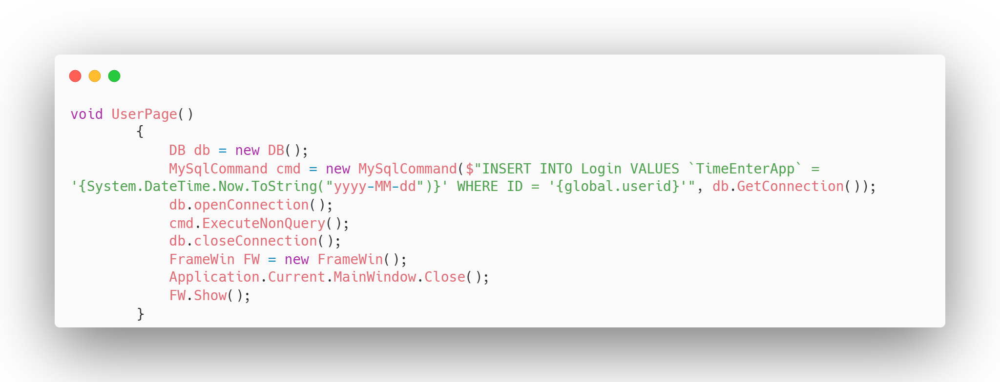 void UserPage()
        {
            DB db = new DB();
            MySqlCommand cmd = new MySqlCommand($"INSERT INTO Login VALUES `TimeEnterApp` =
'{System.DateTime.Now.ToString("yyyy-MM-dd")}' WHERE ID = '{global.userid}'", db.GetConnection());
            db.openConnection();
            cmd.ExecuteNonQuery();
            db.closeConnection();
            FrameWin FW = new FrameWin();
            Application.Current.MainWindow.Close();
            FW.Show();
        }